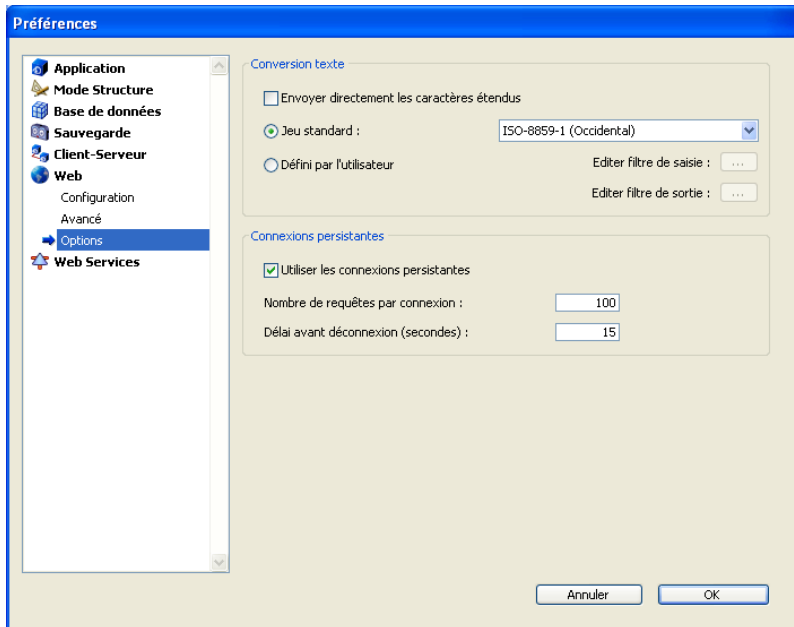 Préférences
Application
Mode Structure
Base de données
Sauvegarde
Client-Serveur
Web
Configuration
Avancé
Options
Web Services
Conversion texte
Envoyer directement les caractères étendus
Jeu standard : ISO-8859-1 (Occidental)
Défini par l'utilisateur Editer filtre de saisie : ...
Editer filtre de sortie : ...
Connexions persistantes
Utiliser les connexions persistantes
Nombre de requêtes par connexion : 100
Délai avant déconnexion (secondes) : 15
Annuler OK